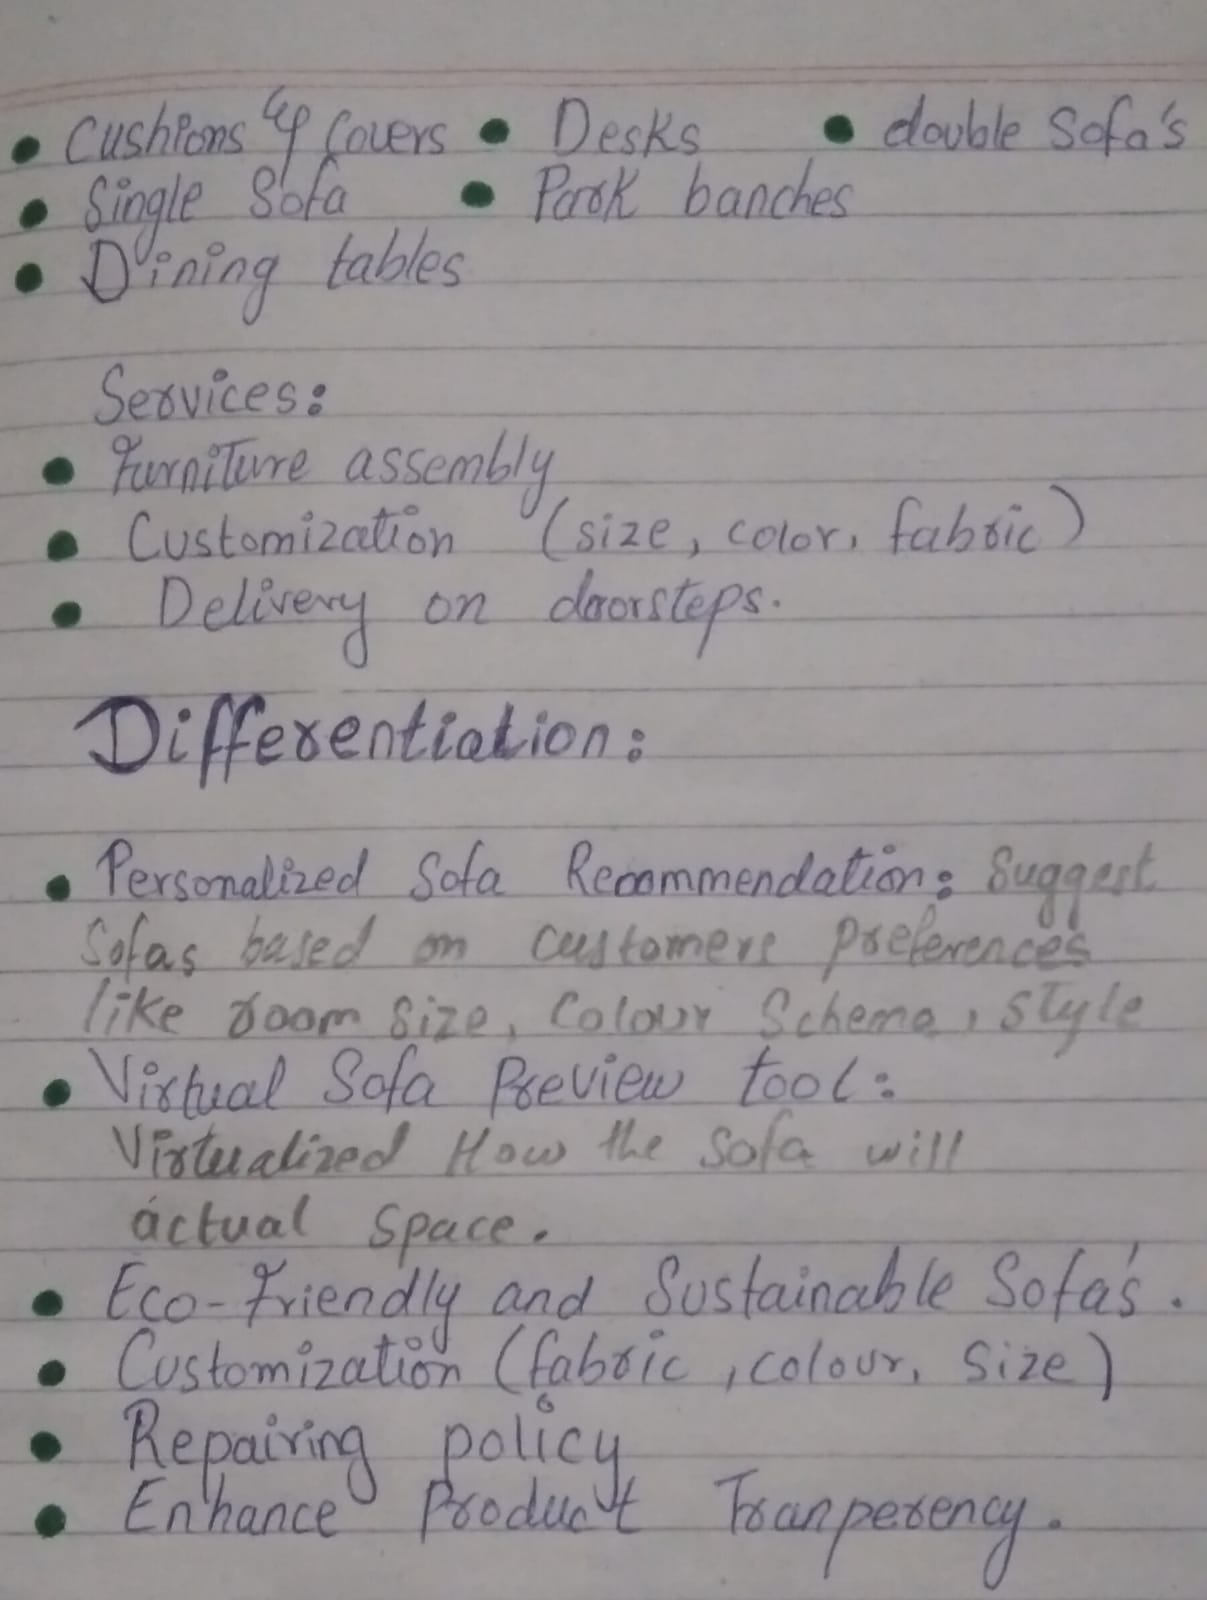 • Cushions & Covers • Desks • double Sofa's
• Single Sofa • Park banches
• Dining tables
Services:
• Furniture assembly
• Customization (size, color, fabric)
• Delivery on doorsteps.
Differentiation:
• Personalized Sofa Recommendation: Suggest
Sofas based on customers preferences
like room size, Colour Scheme, style
• Virtual Sofa Preview tool:
Virtualized How the sofa will
actual space.
• Eco-friendly and Sustainable Sofa's.
• Customization (fabric, colour, Size)
• Repairing policy
• Enhance Product Tranperency.